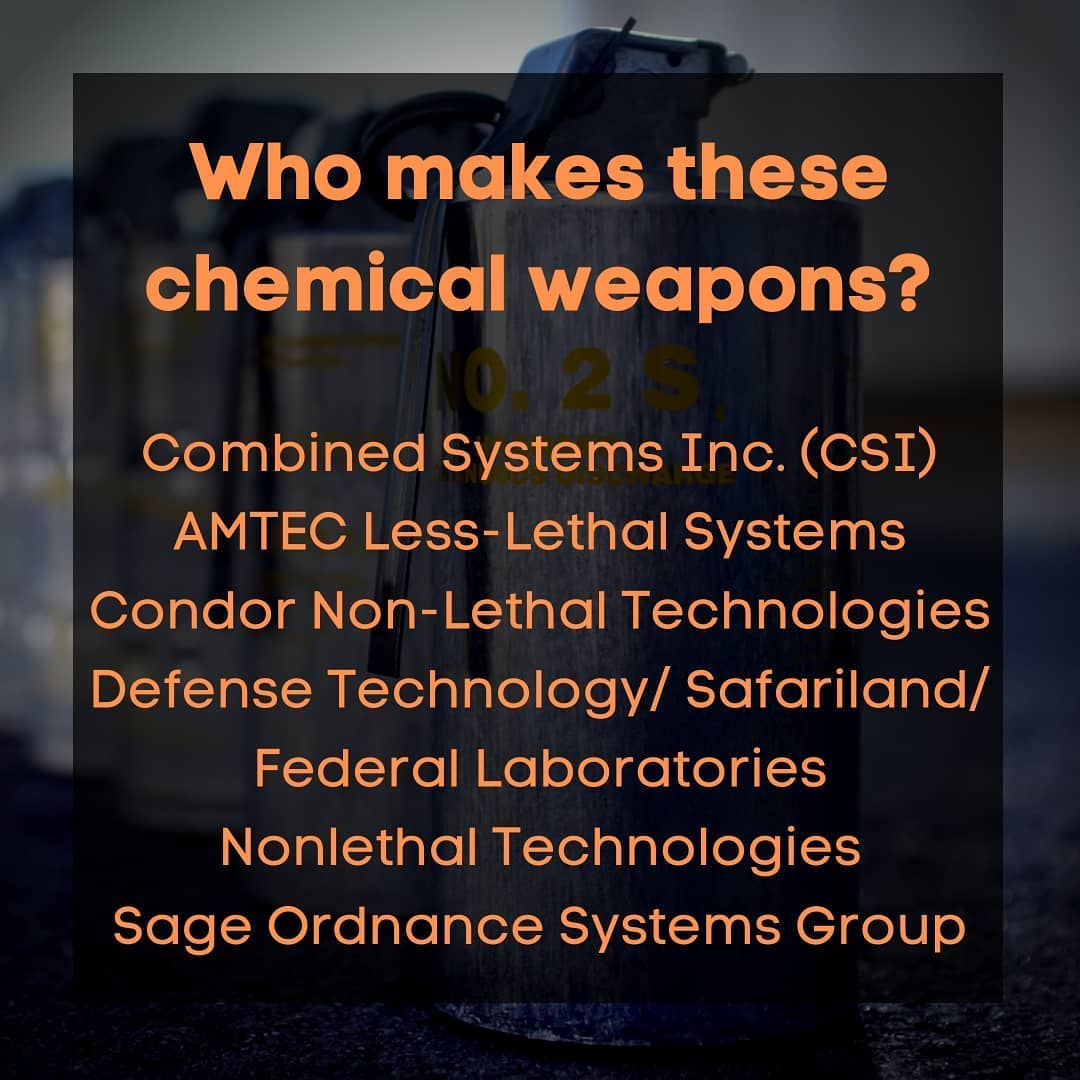 Who makes these
chemical weapons?
NO. 2 S.
Combined Systems Inc. (CSI)
DISCHARGE
AMTEC Less-Lethal Systems
Condor Non-Lethal Technologies
Defense Technology/ Safariland/
Federal Laboratories
Nonlethal Technologies
Sage Ordnance Systems Group